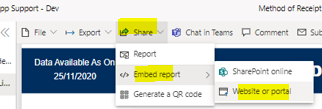 pp Support - Dev
Method of Receipt
File Export Share Chat in Teams Comment
Data Available As On
25/11/2020
Report
Embed report
Generate a QR code
SharePoint online
Website or portal